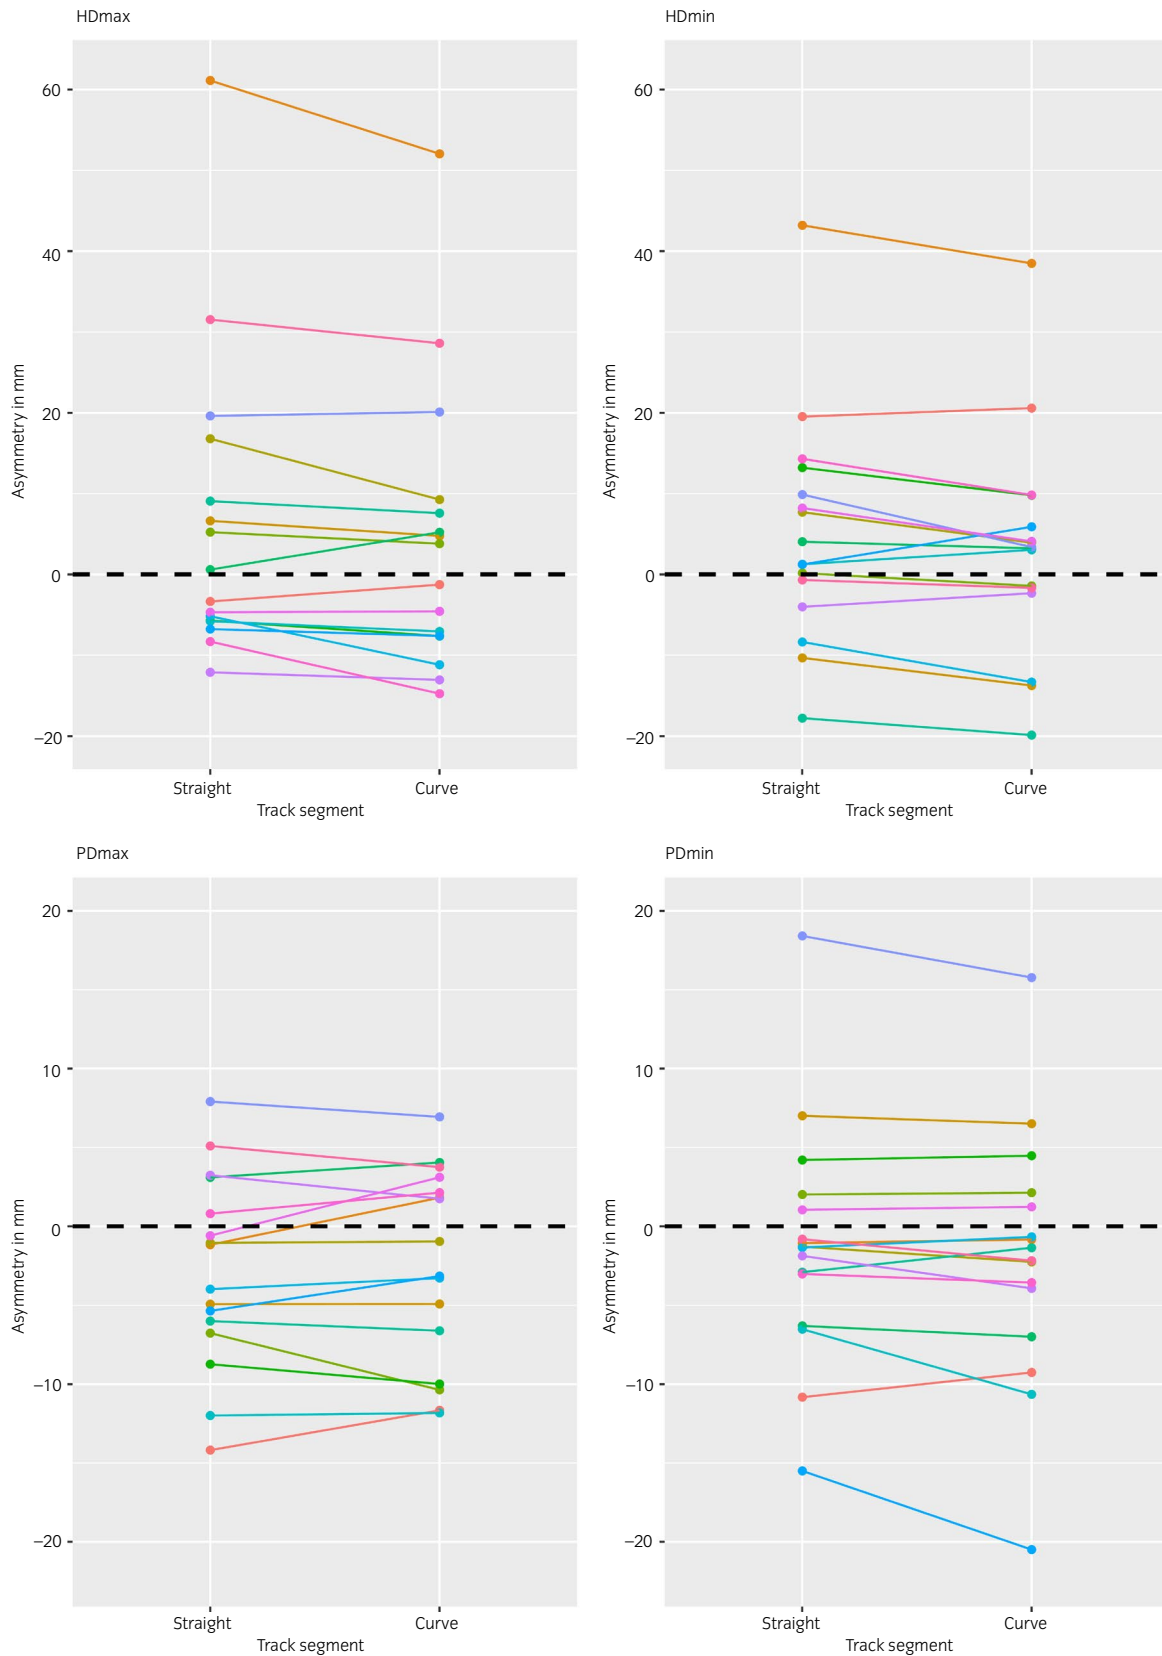 HDmax
60
40
20
0
−20
Asymmetry in mm
Straight
Curve
Track segment
HDmin
60
40
20
0
−20
Asymmetry in mm
Straight
Curve
Track segment
PDmax
20
10
0
−10
−20
Asymmetry in mm
Straight
Curve
Track segment
PDmin
20
10
0
−10
−20
Asymmetry in mm
Straight
Curve
Track segment